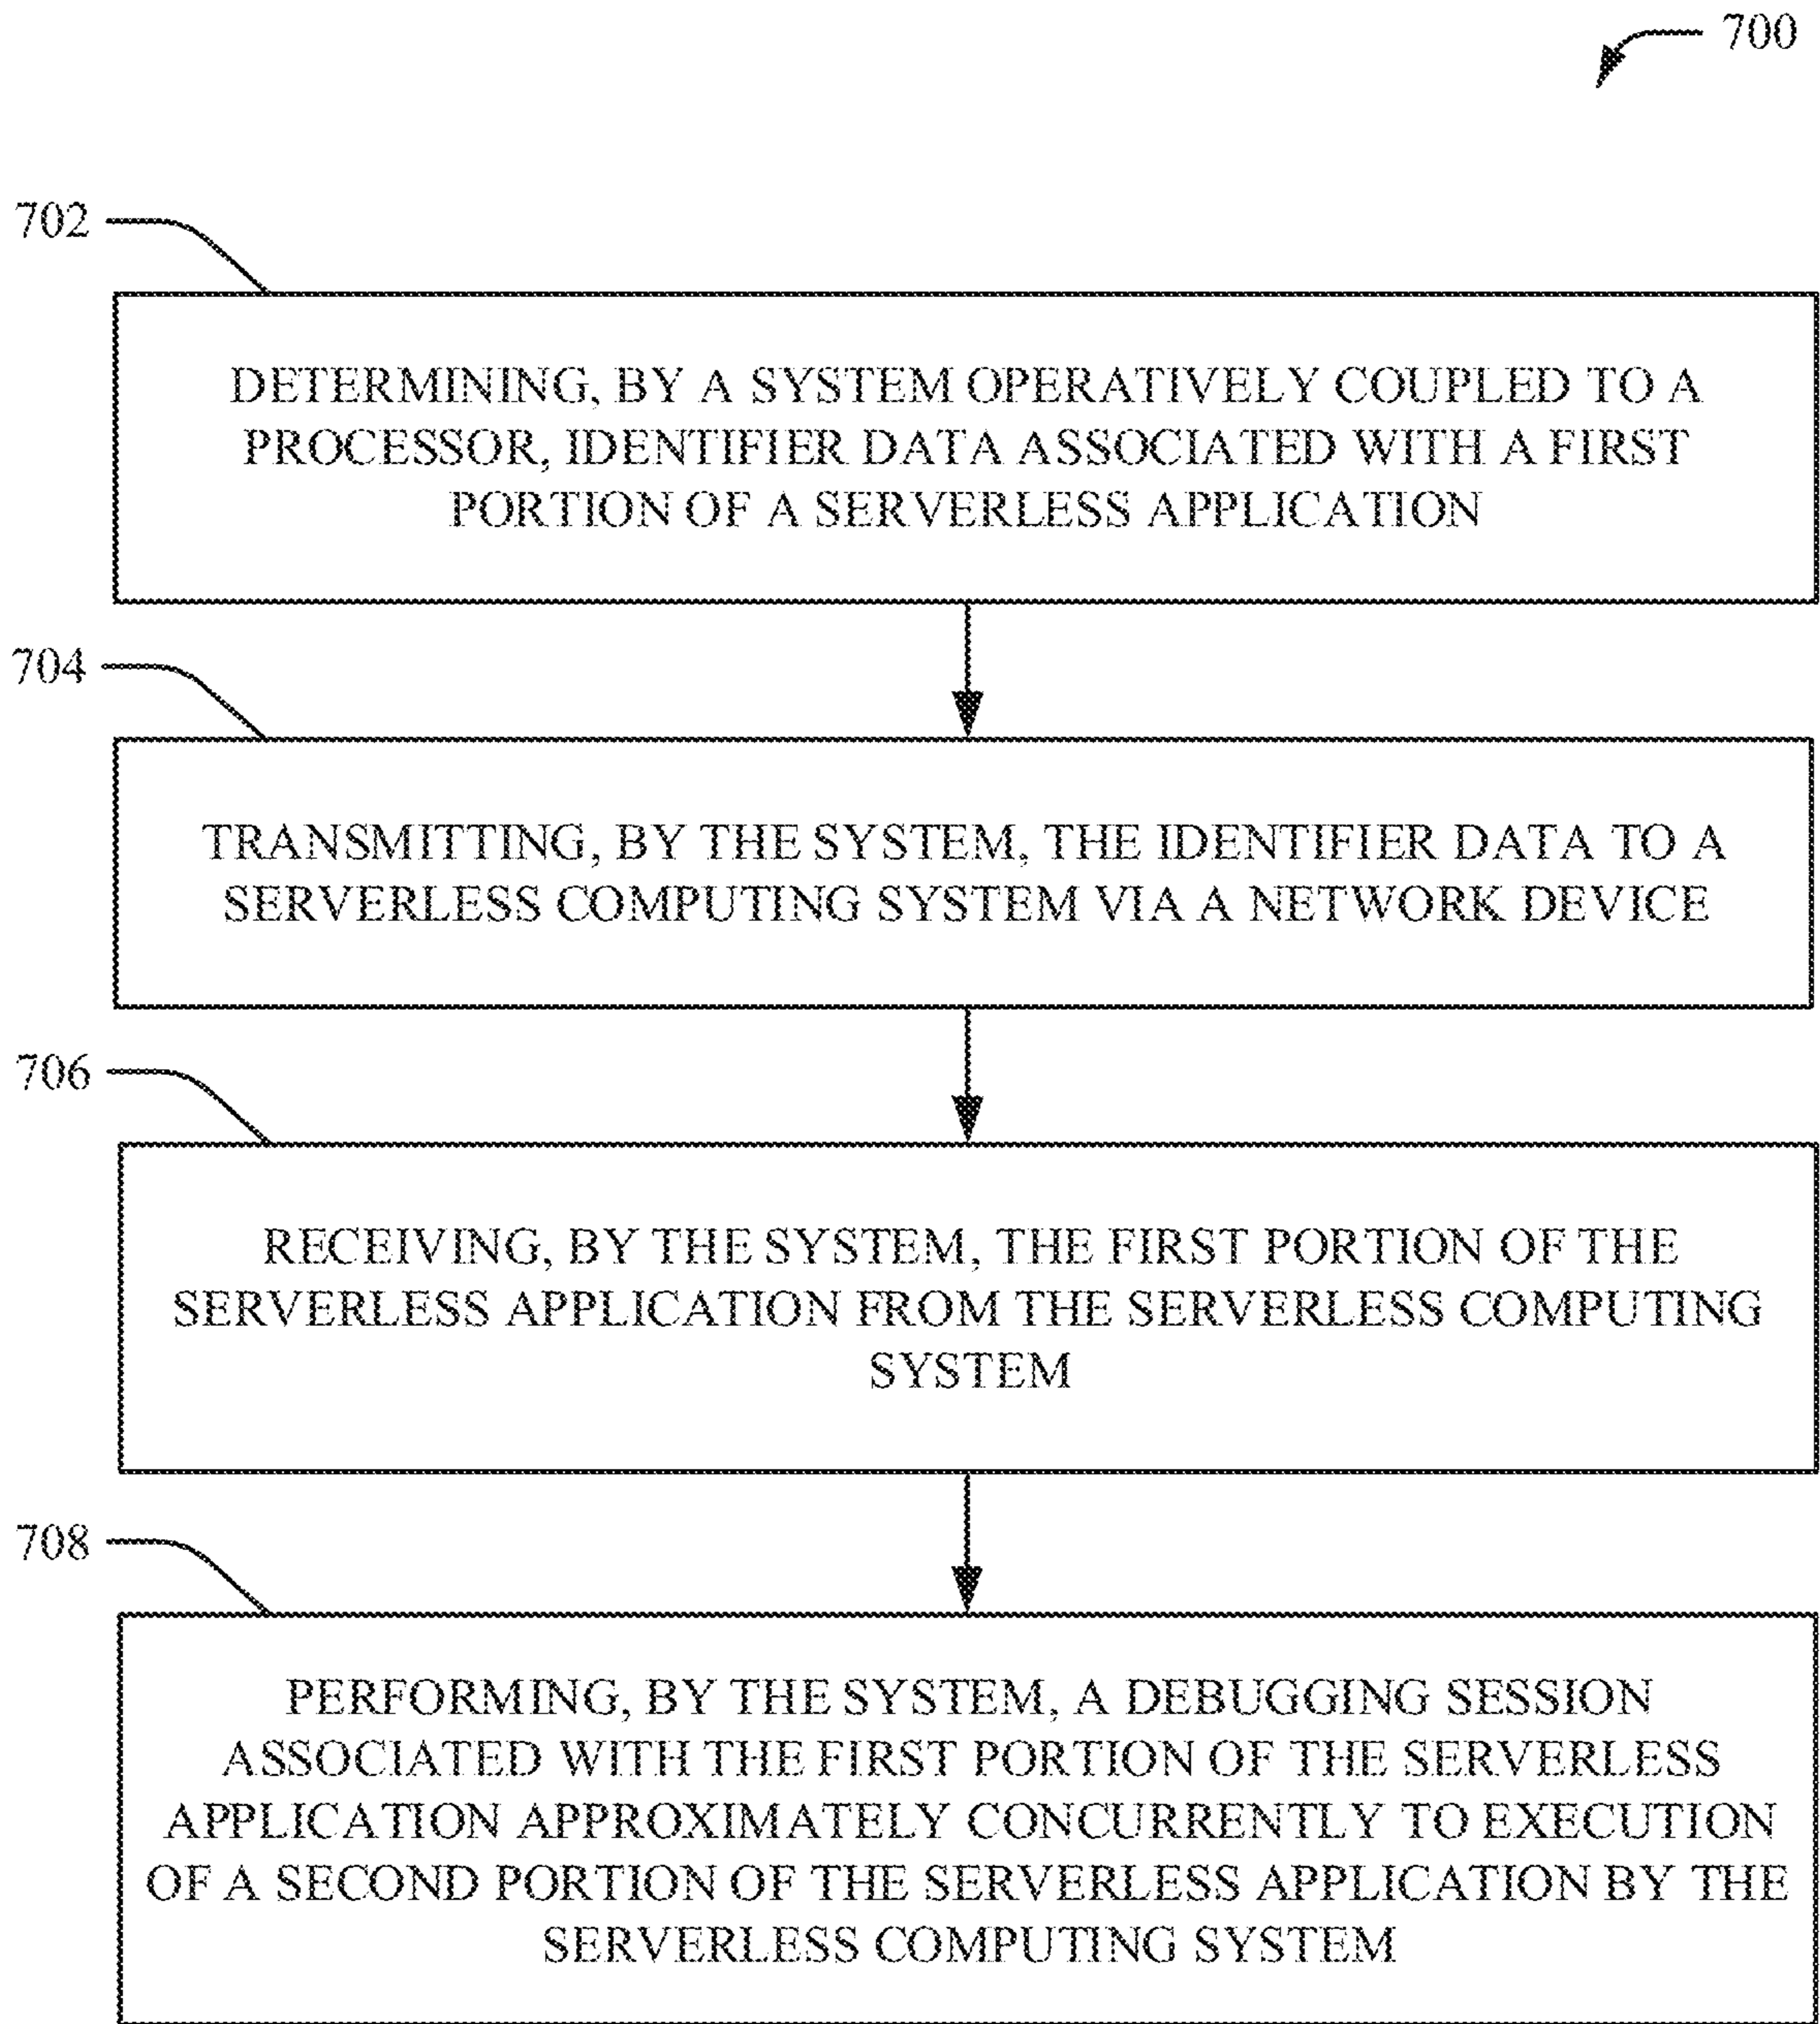 700
702
DETERMINING, BY A SYSTEM OPERATIVELY COUPLED TO A
PROCESSOR, IDENTIFIER DATA ASSOCIATED WITH A FIRST
PORTION OF A SERVERLESS APPLICATION
704
TRANSMITTING, BY THE SYSTEM, THE IDENTIFIER DATA TO A
SERVERLESS COMPUTING SYSTEM VIA A NETWORK DEVICE
706
RECEIVING, BY THE SYSTEM, THE FIRST PORTION OF THE
SERVERLESS APPLICATION FROM THE SERVERLESS COMPUTING
SYSTEM
708
PERFORMING, BY THE SYSTEM, A DEBUGGING SESSION
ASSOCIATED WITH THE FIRST PORTION OF THE SERVERLESS
APPLICATION APPROXIMATELY CONCURRENTLY TO EXECUTION
OF A SECOND PORTION OF THE SERVERLESS APPLICATION BY THE
SERVERLESS COMPUTING SYSTEM